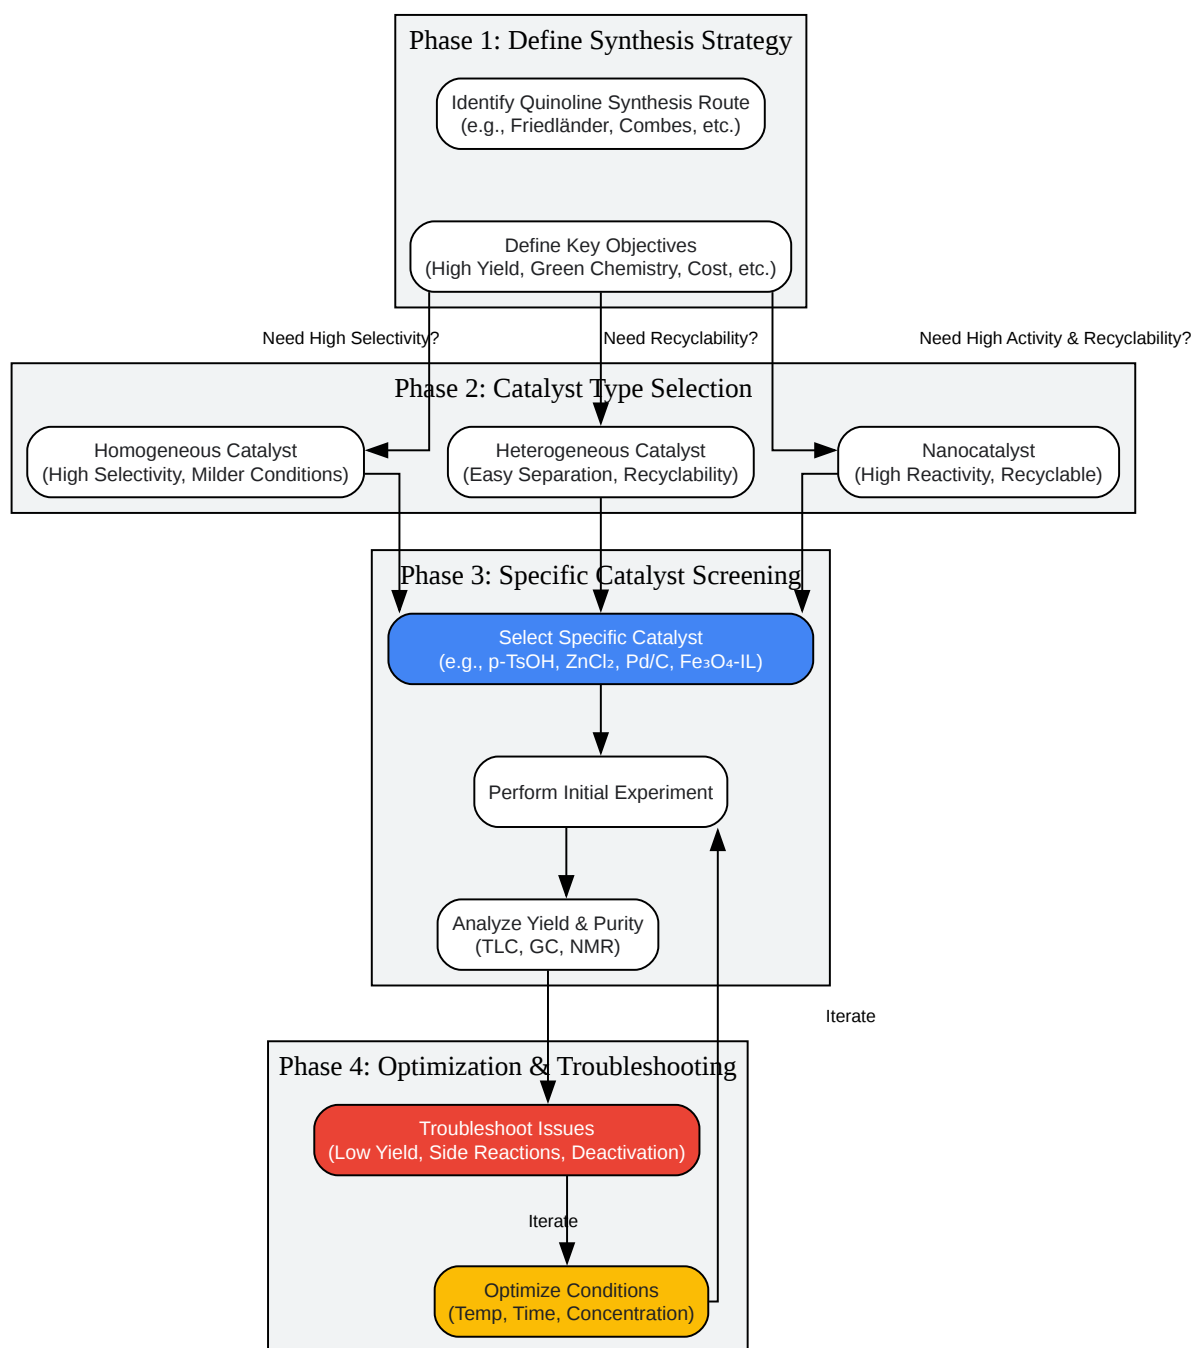 Phase 1: Define Synthesis Strategy
Identify Quinoline Synthesis Route
(e.g., Friedländer, Combes, etc.)
Define Key Objectives
(High Yield, Green Chemistry, Cost, etc.)
Need High Selectivity?
Need Recyclability?
Need High Activity & Recyclability?
Phase 2: Catalyst Type Selection
Homogeneous Catalyst
(High Selectivity, Milder Conditions)
Heterogeneous Catalyst
(Easy Separation, Recyclability)
Nanocatalyst
(High Reactivity, Recyclable)
Phase 3: Specific Catalyst Screening
Select Specific Catalyst
(e.g., p-TsOH, ZnCl₂, Pd/C, Fe₃O₄-IL)
Perform Initial Experiment
Analyze Yield & Purity
(TLC, GC, NMR)
Iterate
Phase 4: Optimization & Troubleshooting
Troubleshoot Issues
(Low Yield, Side Reactions, Deactivation)
Iterate
Optimize Conditions
(Temp, Time, Concentration)